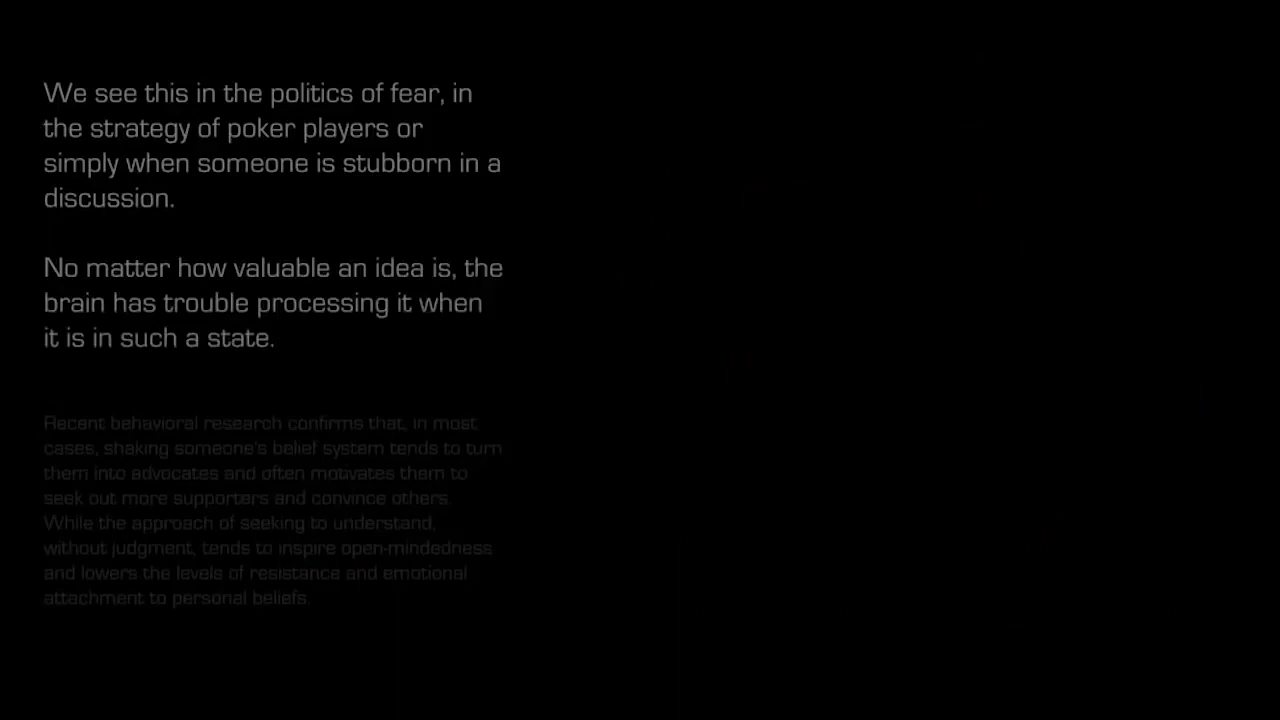 We see this in the politics of fear, in
the strategy of poker players or
simply when someone is stubborn in a
discussion.
No matter how valuable an idea is, the
brain has trouble processing it when
it is in such a state.
Recent behavioral research confirms that, in most
cases, shaking someone's belief system tends to turn
them into advocates and often motivates them to
seek out more supporters and convince others.
While the approach of seeking to understand,
without judgment, tends to inspire open-mindedness
and lowers the levels of resistance and emotional
attachment to personal beliefs.